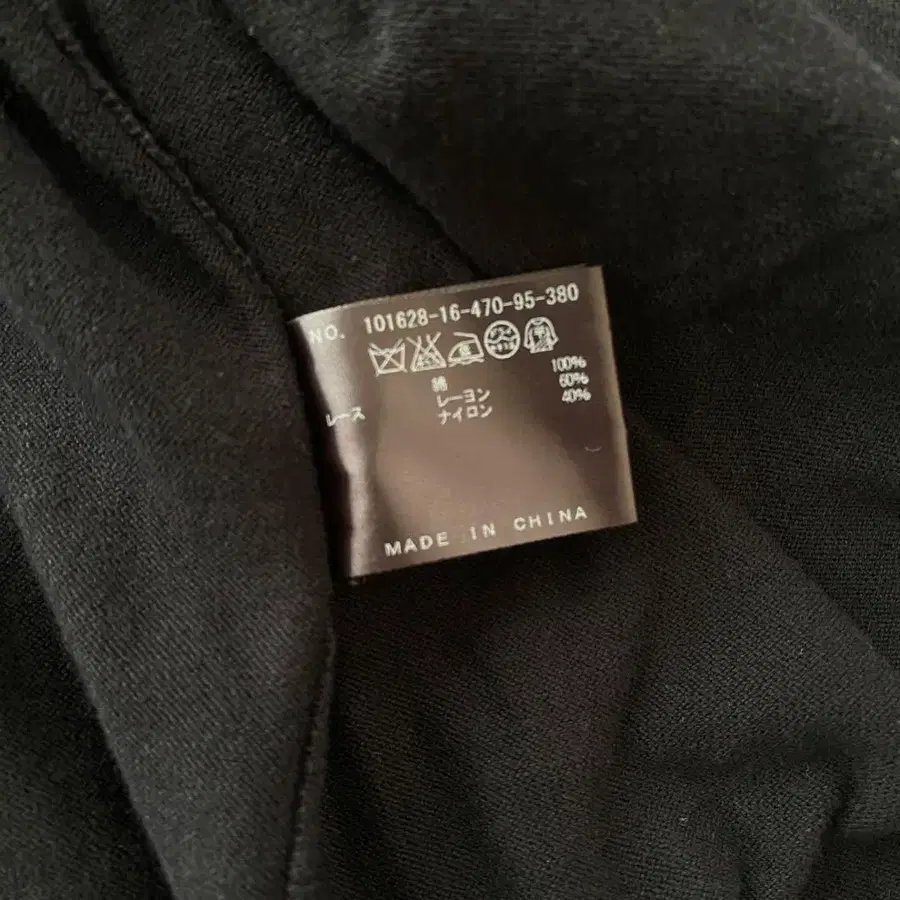 NO. 101628-16-470-95-380
綿 100%
レース レーヨン 60%
ナイロン 40%
MADE IN CHINA